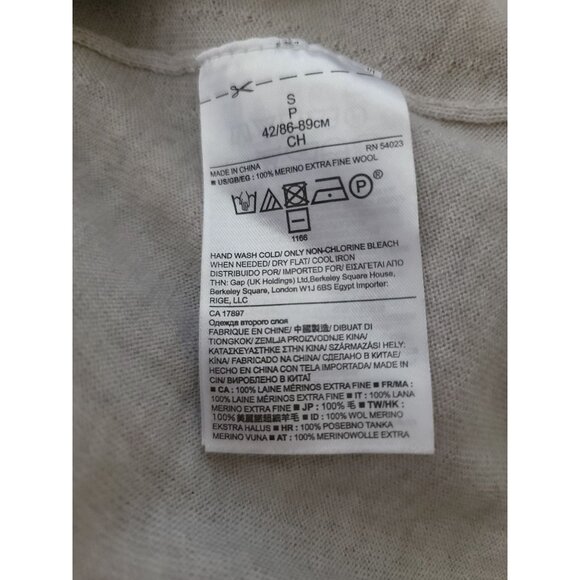 S
P
42/86-89CM
CH
RN 54023
MADE IN CHINA
■ US/GB/EG : 100% MERINO EXTRA FINE WOOL
P®
1166
HAND WASH COLD/ ONLY NON-CHLORINE BLEACH
WHEN NEEDED/ DRY FLAT/ COOL IRON
DISTRIBUIDO POR/ IMPORTED FOR/ ΕΙΣΑΓΕΤΑΙ ΑΠΟ
THN: Gap (UK Holdings) Ltd,Berkeley Square House,
Berkeley Square, London W1J 6BS Egypt Importer:
RIGE, LLC
CA 17897
Одежда второго слоя
FABRIQUE EN CHINE/ 中國製造/ DIBUAT DI
TIONGKOK/ ZEMLJA PROIZVODNJE KINA/
ΚΑΤΑΣΚΕΥΑΣΤΗΚΕ ΣΤΗΝ ΚΙΝΑ/ SZÁRMAZÁSI HELY:
KÍNA/ FABRICADO NA CHINA/ СДЕЛАНО В КИТАЕ/
HECHO EN CHINA CON TELA IMPORTADA/ MADE IN
CIN/ ВИРОБЛЕНО В КИТАЇ
■ CA : 100% LAINE MÉRINOS EXTRA FINE ■ FR/MA :
100% LAINE MÉRINOS EXTRA FINE ■ IT : 100% LANA
MERINO EXTRA FINE ■ JP : 100% 毛 ■ TW/HK :
100% 美麗諾超細羊毛 ■ ID : 100% WOL MERINO
EKSTRA HALUS ■ HR : 100% POSEBNO TANKA
MERINO VUNA ■ AT : 100% MERINOWOLLE EXTRA